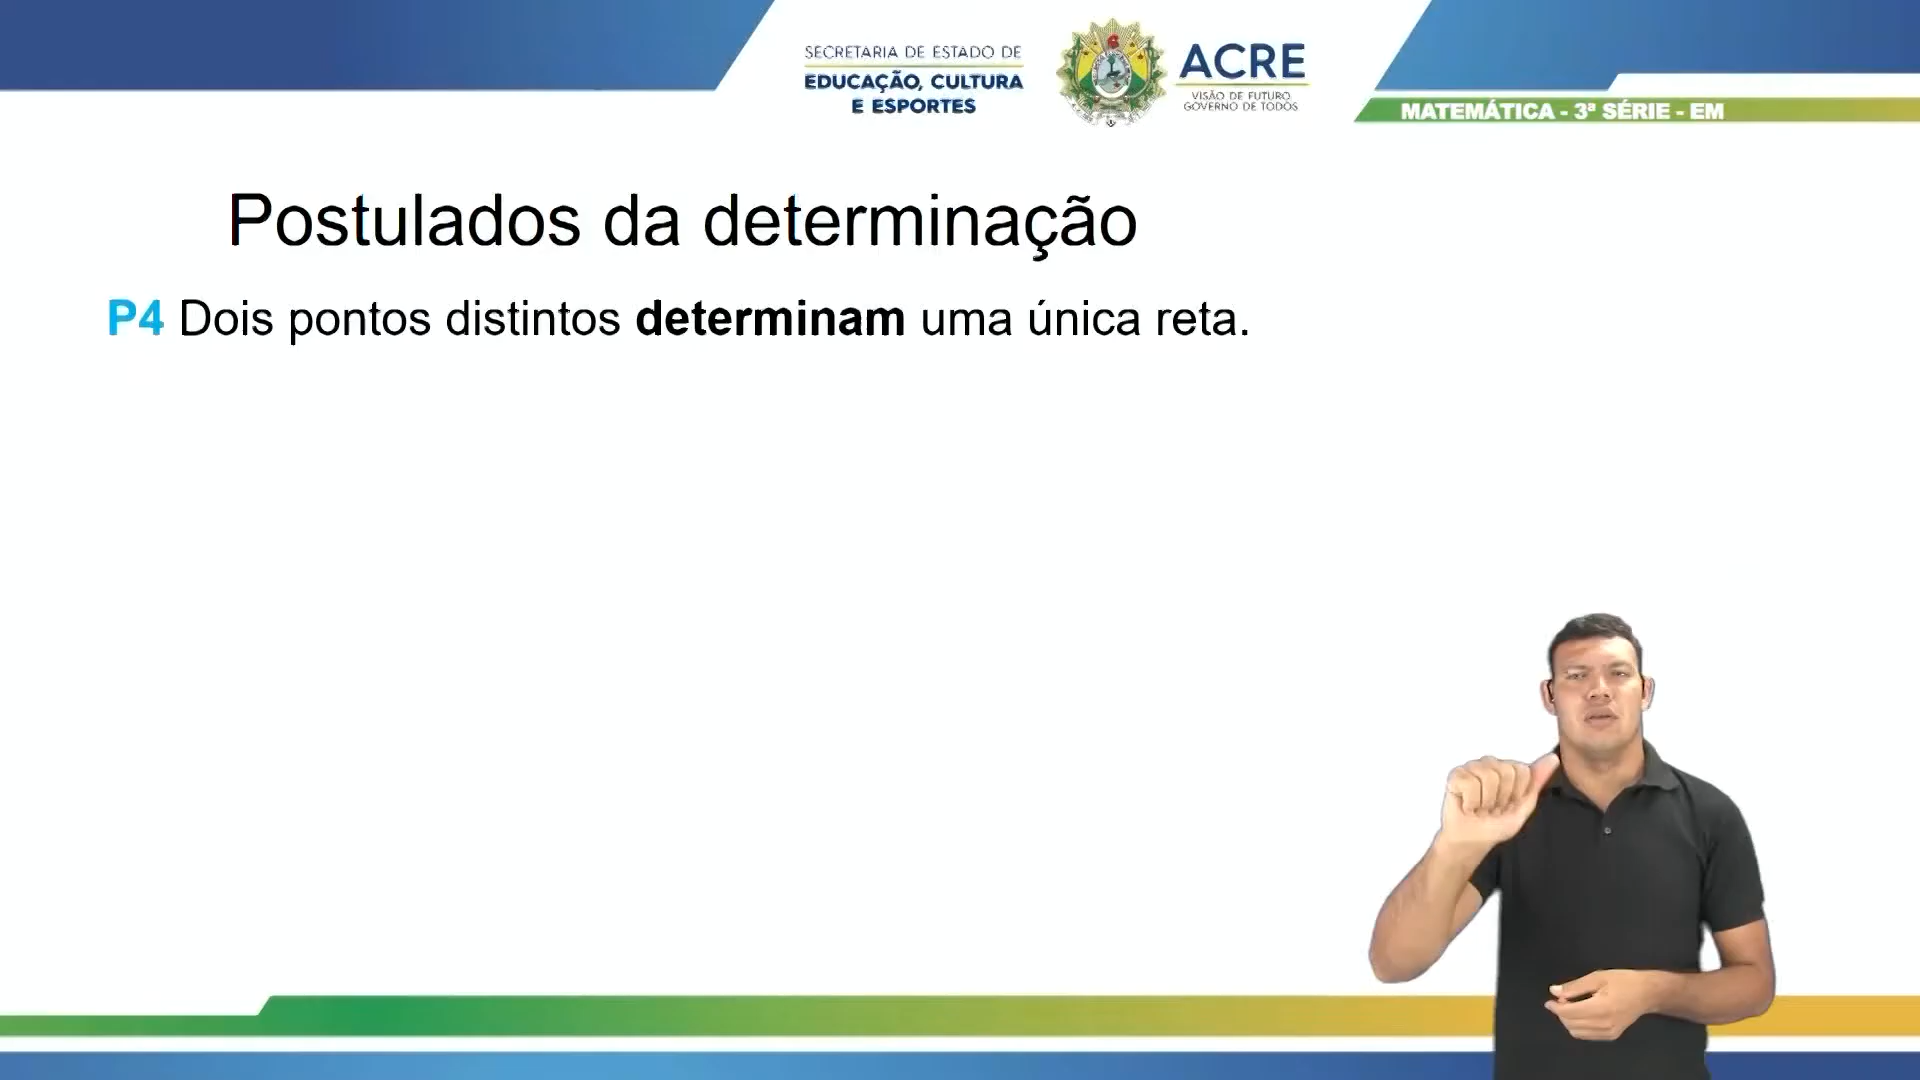 SECRETARIA DE ESTADO DE
EDUCAÇÃO, CULTURA
E ESPORTES
ACRE
VISÃO DE FUTURO
GOVERNO DE TODOS
MATEMÁTICA - 3ª SÉRIE - EM
Postulados da determinação
P4 Dois pontos distintos determinam uma única reta.